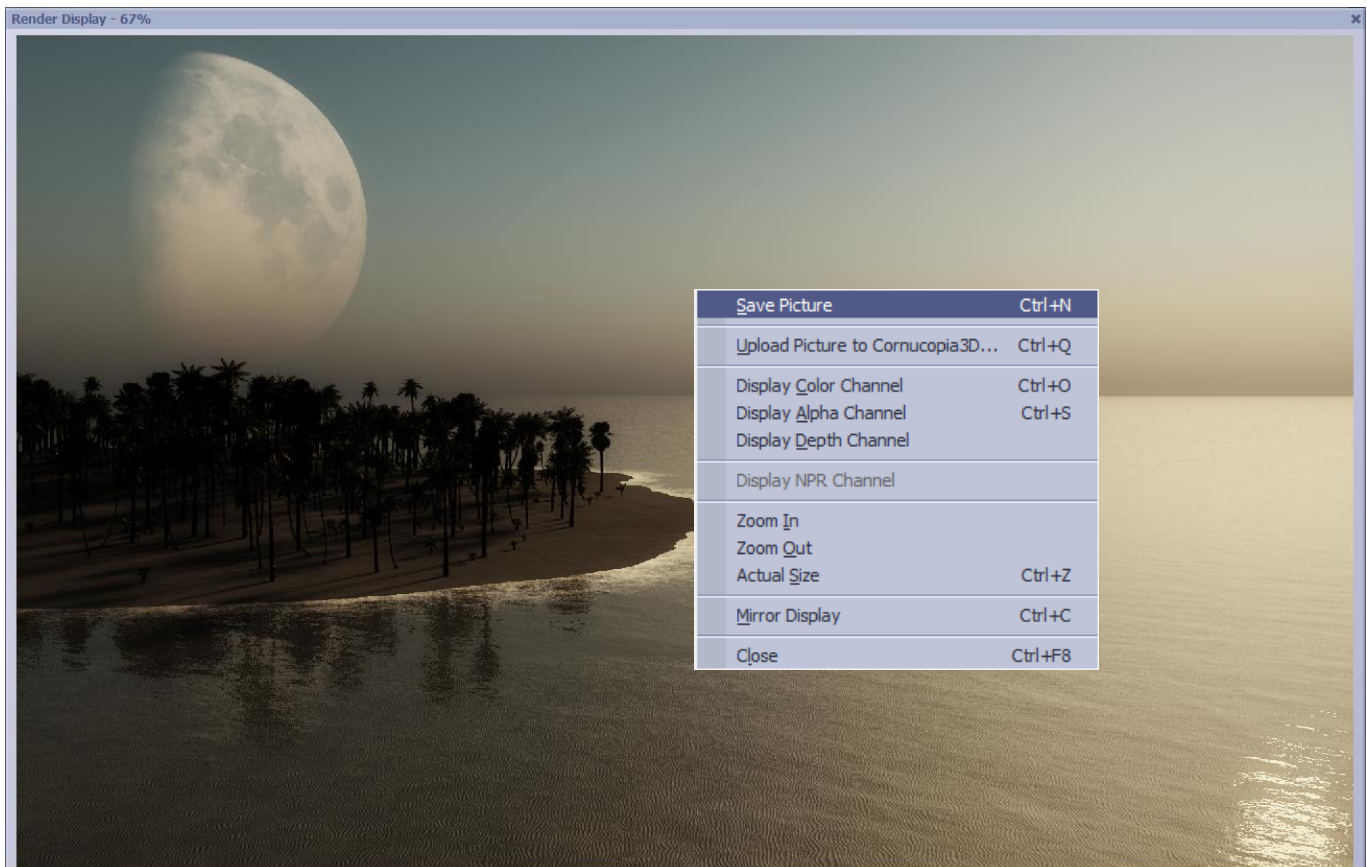 Render Display - 67%
Save Picture Ctrl+N
Upload Picture to Cornucopia3D... Ctrl+Q
Display Color Channel Ctrl+O
Display Alpha Channel Ctrl+S
Display Depth Channel
Display NPR Channel
Zoom In
Zoom Out
Actual Size Ctrl+Z
Mirror Display Ctrl+C
Close Ctrl+F8